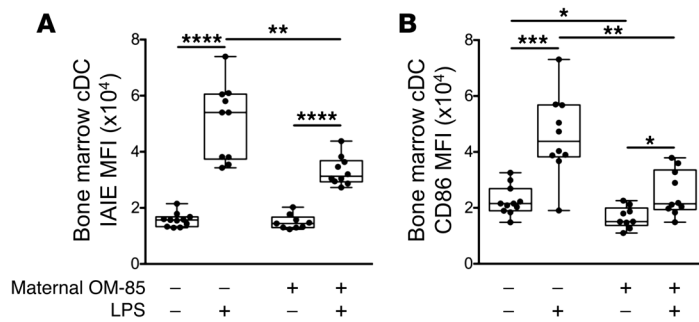 A
B
Bone marrow cDC
IAIE MFI (x10⁴)
8
6
4
2
0
****
**
****
Bone marrow cDC
CD86 MFI (x10⁴)
8
6
4
2
0
*
***
**
*
Maternal OM-85 – – + + – – + +
LPS – + – + – + – +